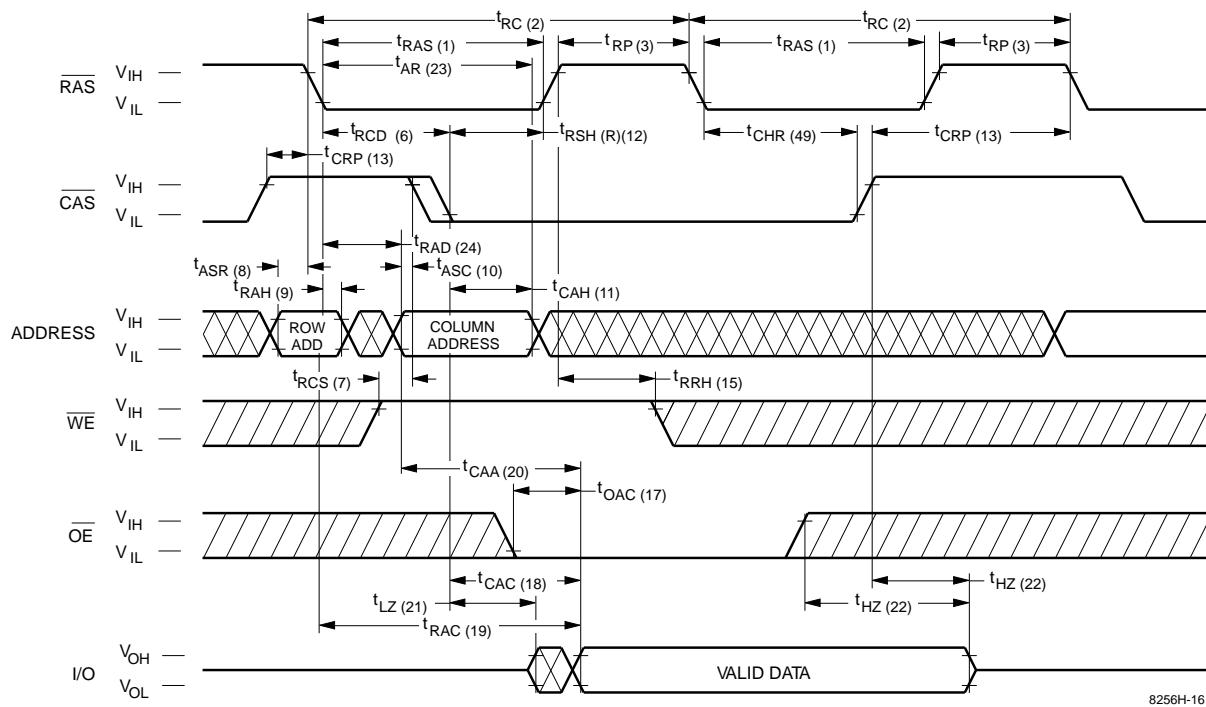 tRC (2) tRC (2)
tRAS (1) tRP (3) tRAS (1) tRP (3)
tAR (23)
RAS VIH
VIL
tRCD (6) tRSH (R)(12) tCHR (49) tCRP (13)
tCRP (13)
CAS VIH
VIL
tRAD (24)
tASR (8) tASC (10)
tRAH (9) tCAH (11)
ADDRESS VIH ROW ADD COLUMN ADDRESS
VIL
tRCS (7) tRRH (15)
WE VIH
VIL
tCAA (20)
tOAC (17)
OE VIH
VIL
tCAC (18) tHZ (22)
tLZ (21) tHZ (22)
tRAC (19)
I/O VOH VALID DATA
VOL
8256H-16